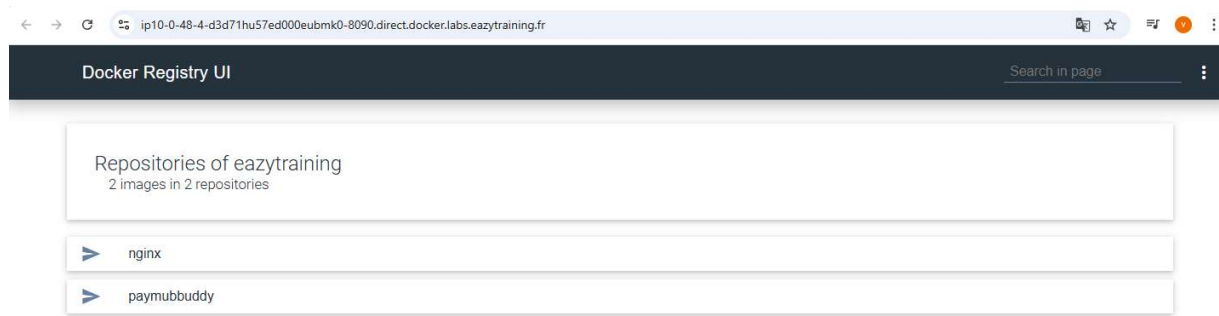 ip10-0-48-4-d3d71hu57ed000eubmk0-8090.direct.docker.labs.eazytraining.fr
Docker Registry UI
Search in page
Repositories of eazytraining
2 images in 2 repositories
nginx
paymubbuddy